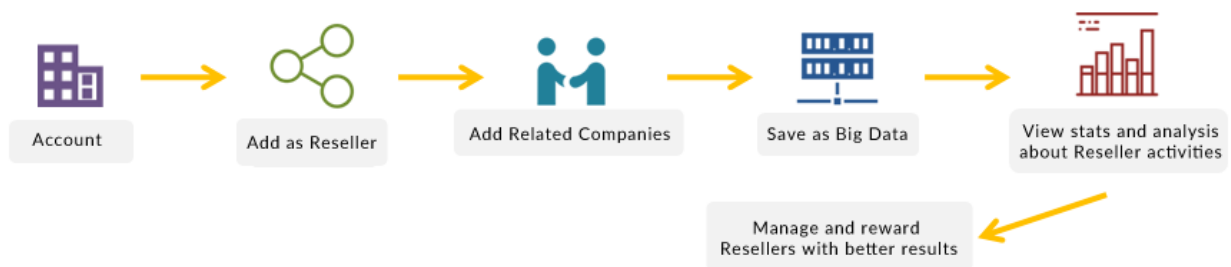 Account
Add as Reseller
Add Related Companies
Save as Big Data
View stats and analysis
about Reseller activities
Manage and reward
Resellers with better results